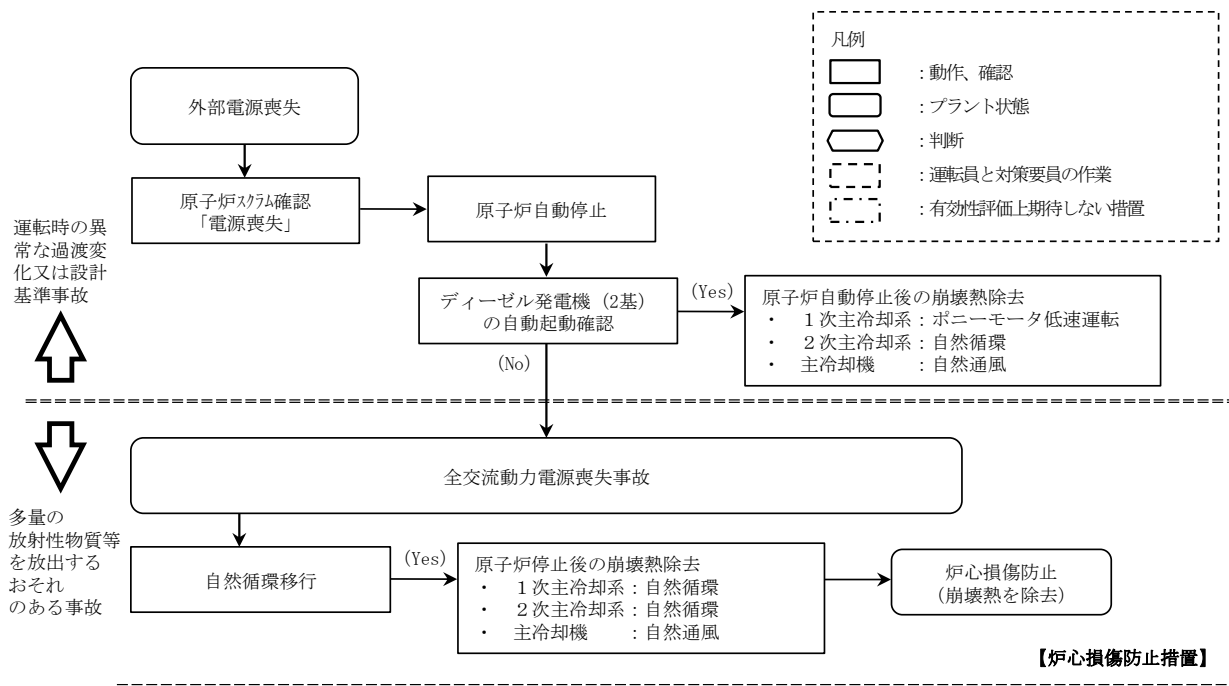 凡例
：動作、確認
：プラント状態
：判断
：運転員と対策要員の作業
：有効性評価上期待しない措置
外部電源喪失
原子炉ｽｸﾗﾑ確認
「電源喪失」
原子炉自動停止
運転時の異
常な過渡変
化又は設計
基準事故
ディーゼル発電機（2基）
の自動起動確認
(Yes)
(No)
原子炉自動停止後の崩壊熱除去
・　１次主冷却系：ポニーモータ低速運転
・　２次主冷却系：自然循環
・　主冷却機　　：自然通風
全交流動力電源喪失事故
多量の
放射性物質等
を放出する
おそれ
のある事故
自然循環移行
(Yes)
原子炉停止後の崩壊熱除去
・　１次主冷却系：自然循環
・　２次主冷却系：自然循環
・　主冷却機　　：自然通風
炉心損傷防止
(崩壊熱を除去)
【炉心損傷防止措置】